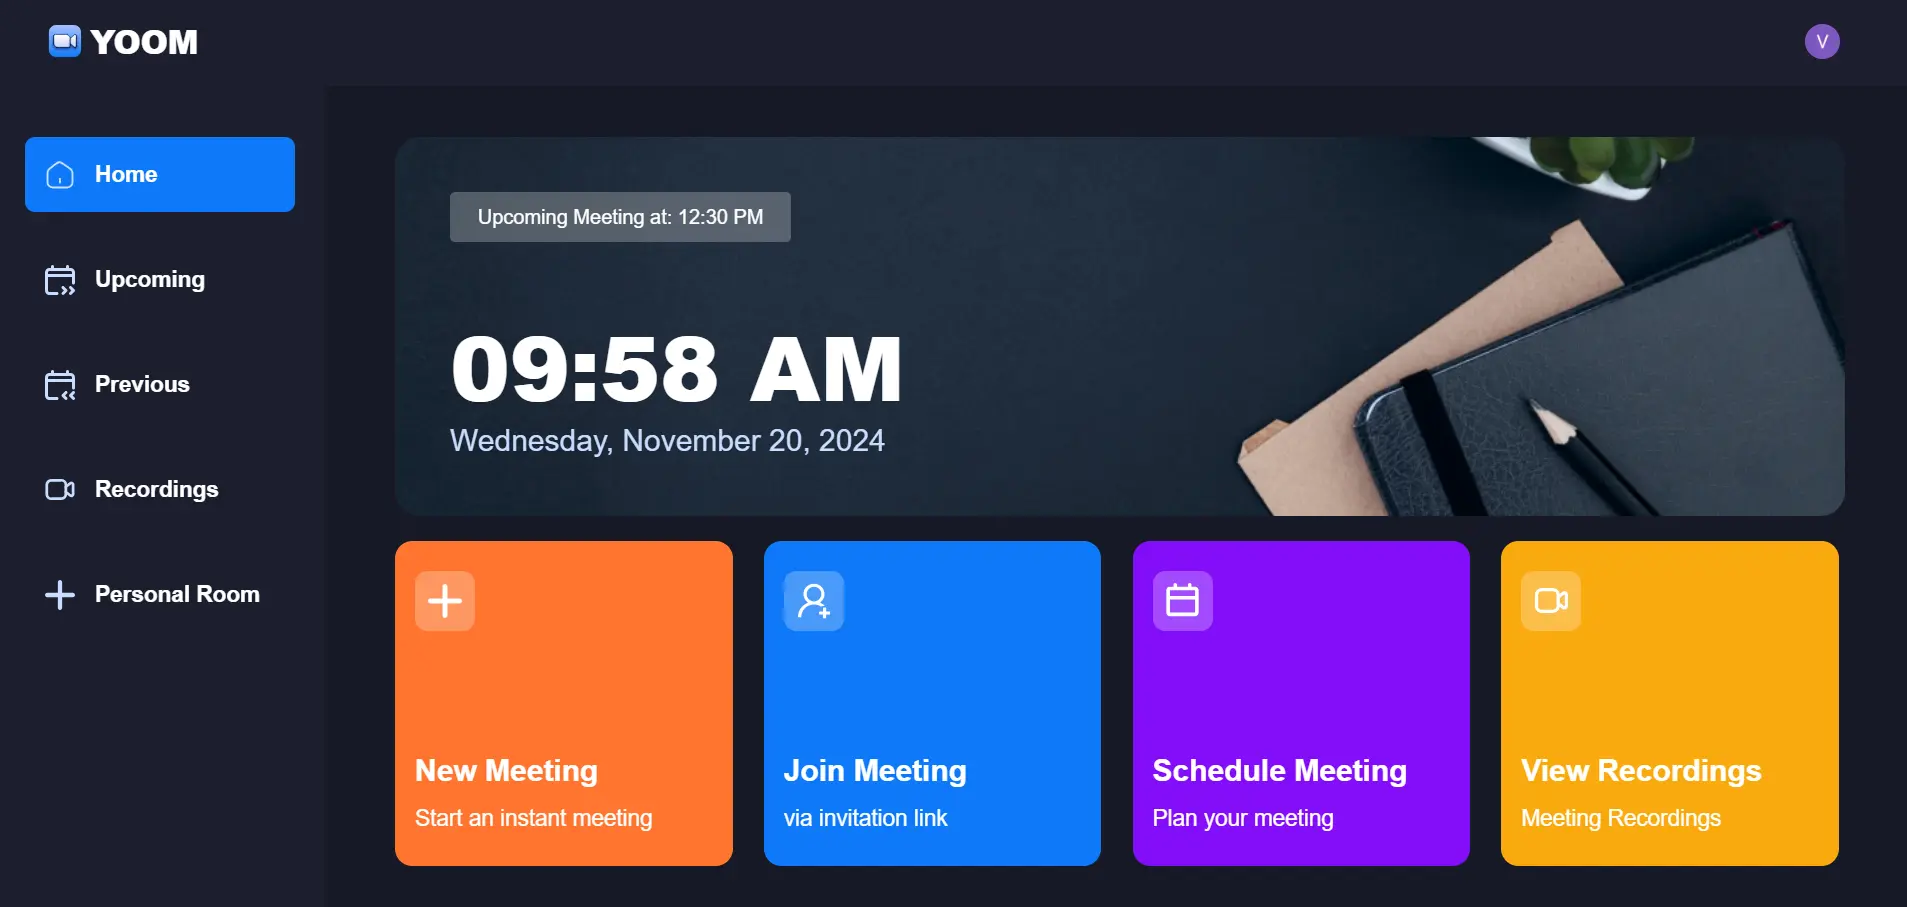 YOOM
V
Home
Upcoming
Previous
Recordings
Personal Room
Upcoming Meeting at: 12:30 PM
09:58 AM
Wednesday, November 20, 2024
New Meeting
Start an instant meeting
Join Meeting
via invitation link
Schedule Meeting
Plan your meeting
View Recordings
Meeting Recordings